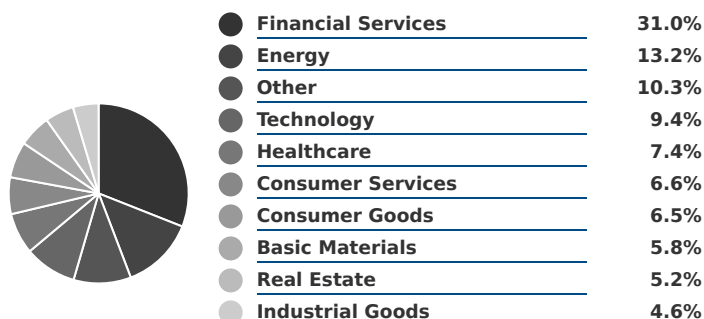 Financial Services 31.0%
Energy 13.2%
Other 10.3%
Technology 9.4%
Healthcare 7.4%
Consumer Services 6.6%
Consumer Goods 6.5%
Basic Materials 5.8%
Real Estate 5.2%
Industrial Goods 4.6%